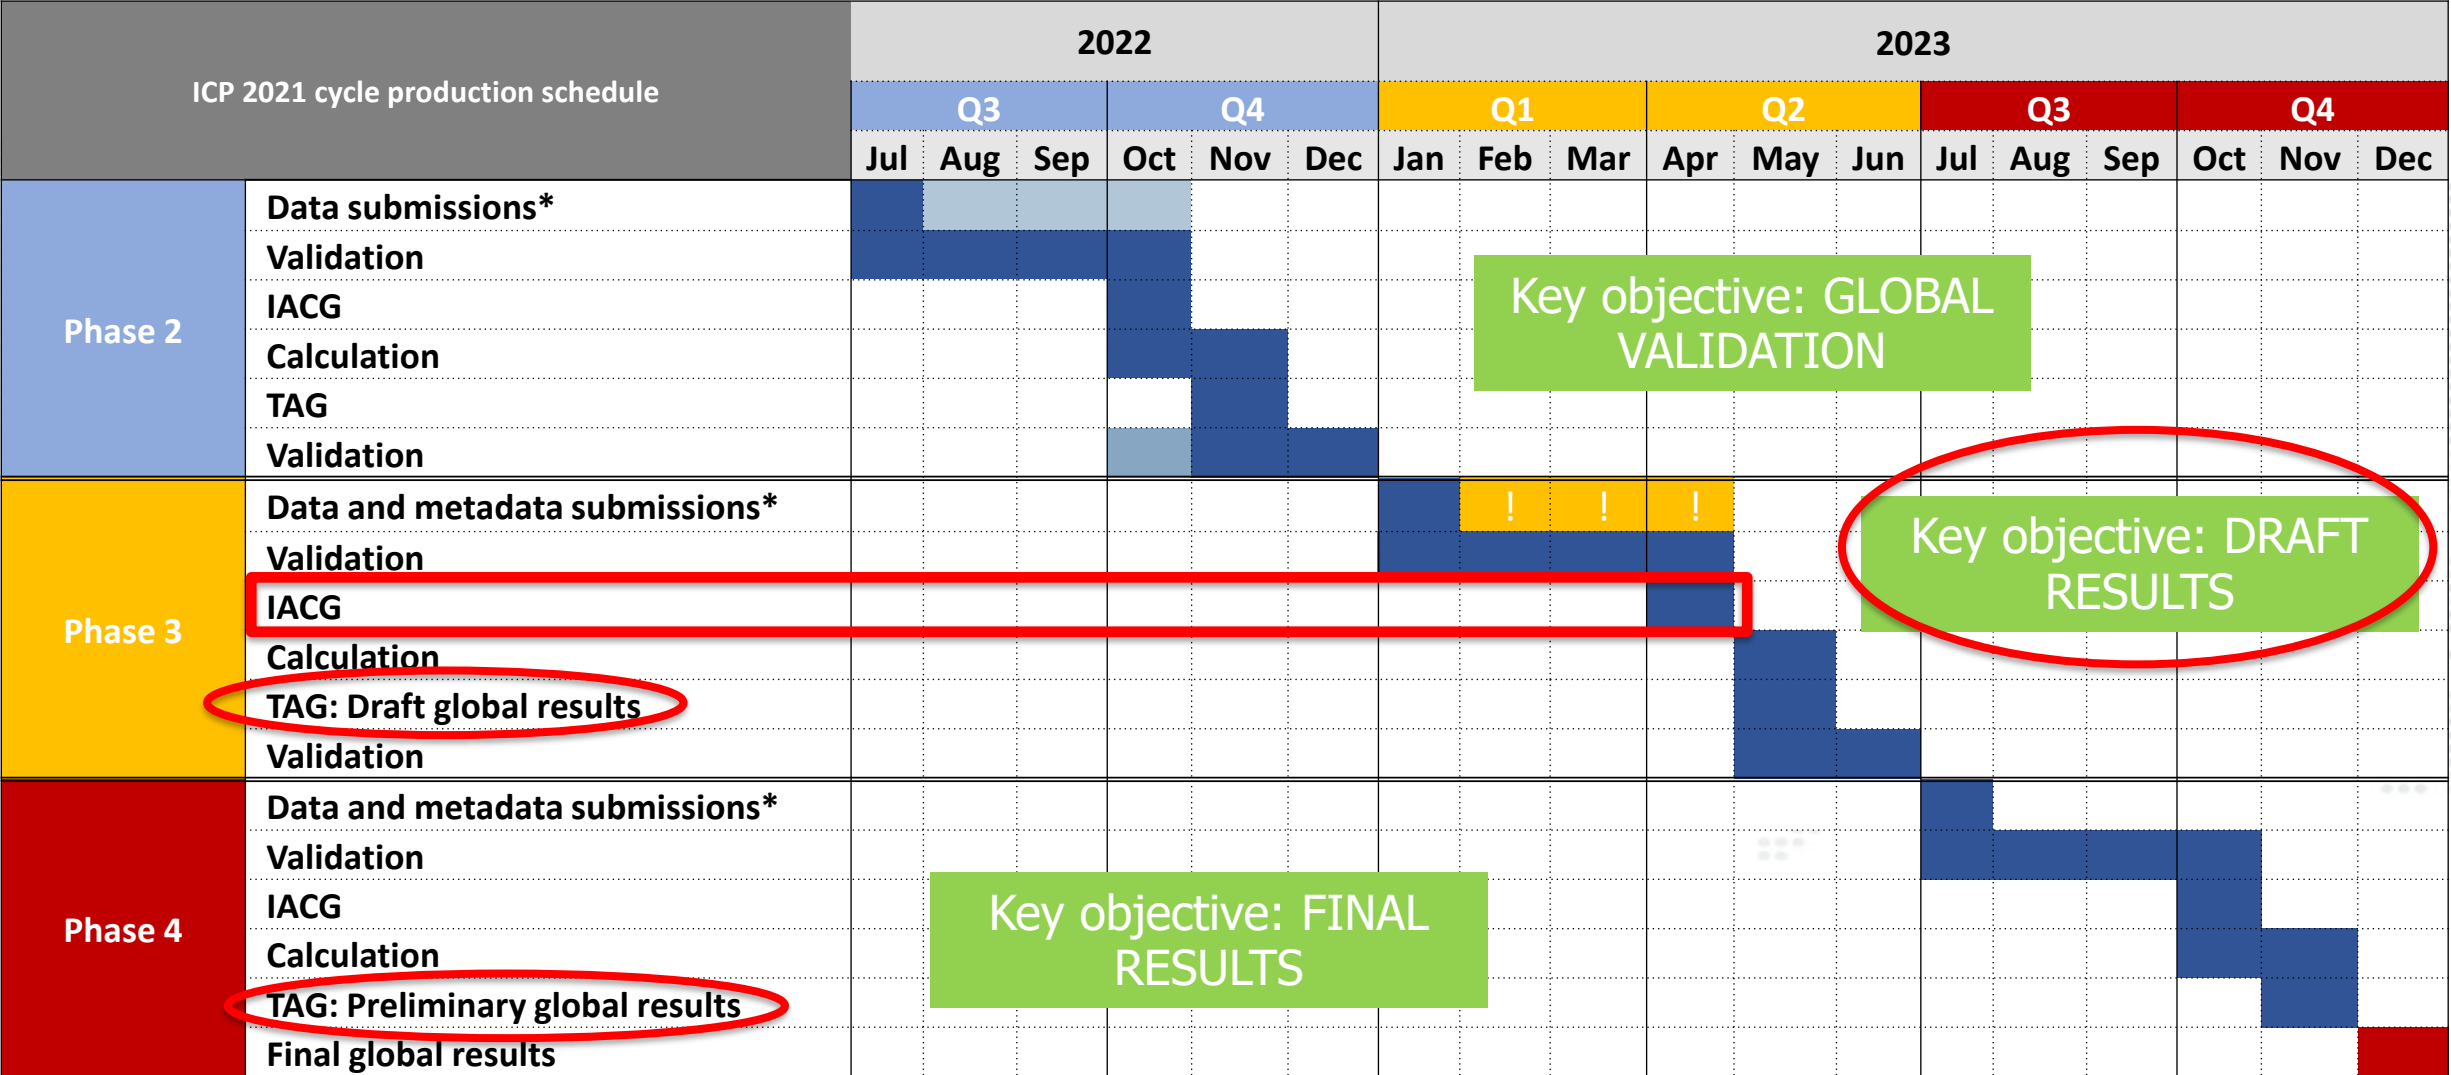 ICP 2021 cycle production schedule
2022
2023
Q3
Q4
Q1
Q2
Q3
Q4
Jul
Aug
Sep
Oct
Nov
Dec
Jan
Feb
Mar
Apr
May
Jun
Jul
Aug
Sep
Oct
Nov
Dec
Phase 2
Data submissions*
Validation
IACG
Calculation
TAG
Validation
Key objective: GLOBAL
VALIDATION
Phase 3
Data and metadata submissions*
!
!
!
Validation
IACG
Calculation
TAG: Draft global results
Validation
Key objective: DRAFT
RESULTS
Phase 4
Data and metadata submissions*
Validation
IACG
Calculation
TAG: Preliminary global results
Final global results
Key objective: FINAL
RESULTS